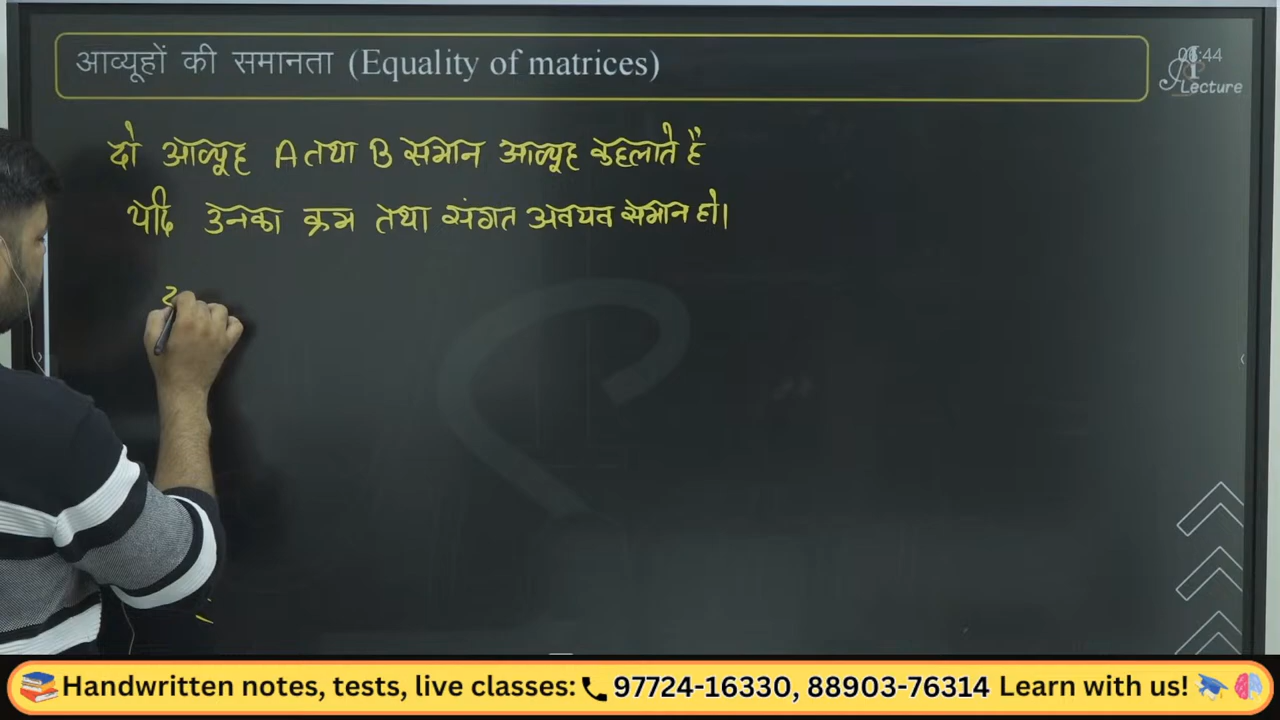 आव्यूहों की समानता (Equality of matrices)
Lecture
दो आव्यूह A तथा B समान आव्यूह कहलाते हैं
यदि उनका क्रम तथा संगत अवयव समान हो।
Handwritten notes, tests, live classes: 97724-16330, 88903-76314 Learn with us!